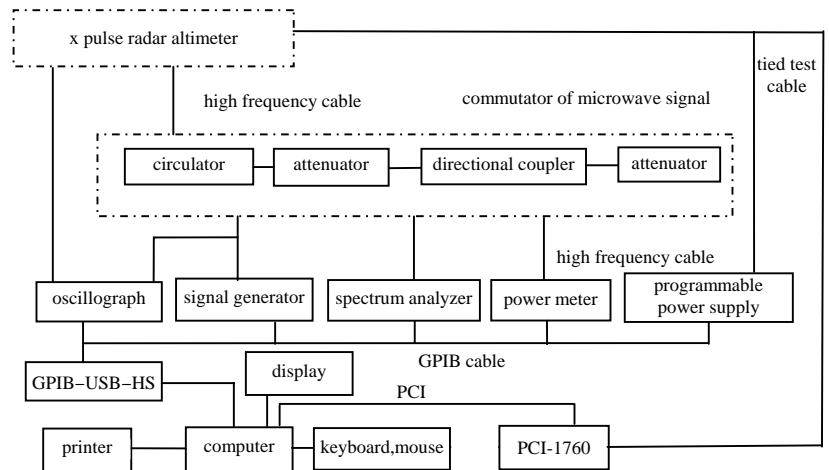 x pulse radar altimeter
tied test
cable
high frequency cable
commutator of microwave signal
circulator
attenuator
directional coupler
attenuator
high frequency cable
oscillograph
signal generator
spectrum analyzer
power meter
programmable
power supply
GPIB cable
display
GPIB−USB−HS
PCI
printer
computer
keyboard,mouse
PCI-1760